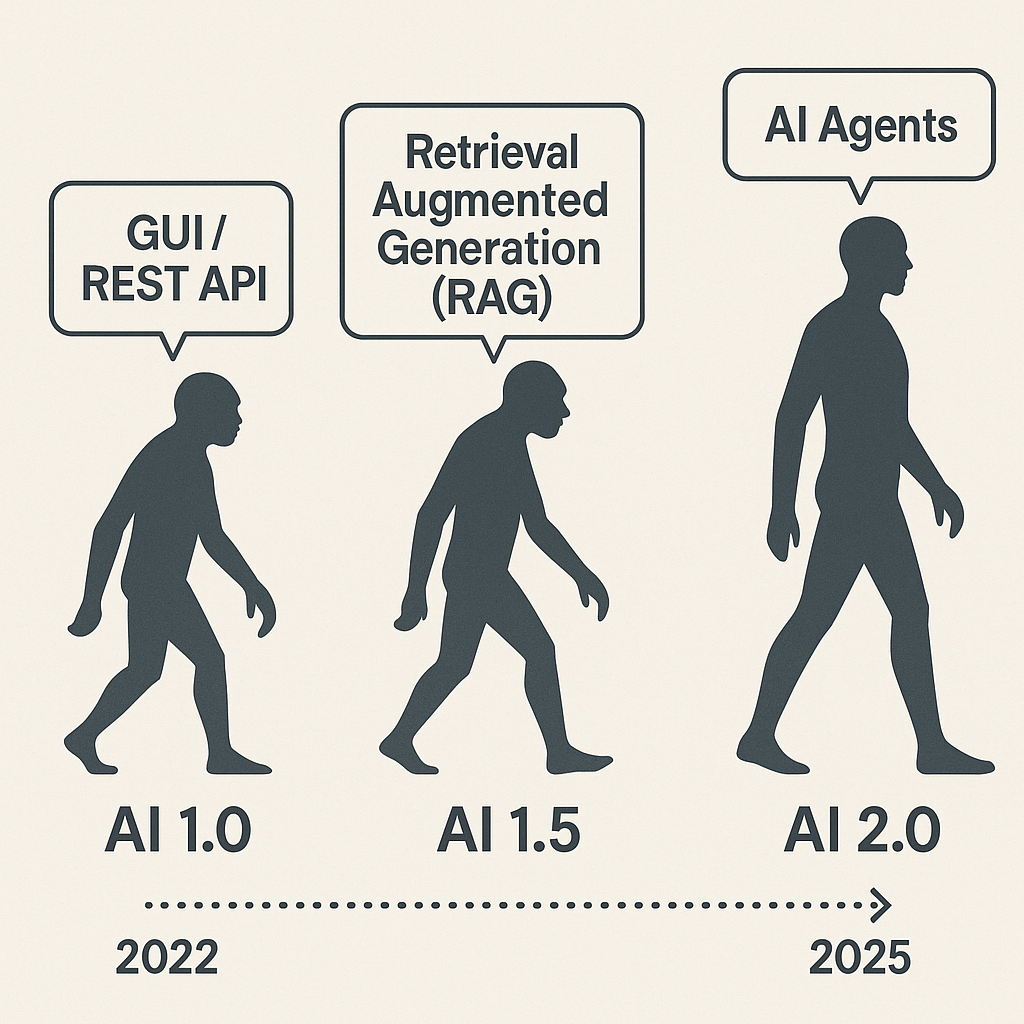 GUI /
REST API
Retrieval
Augmented
Generation
(RAG)
AI Agents
AI 1.0
AI 1.5
AI 2.0
2022
2025